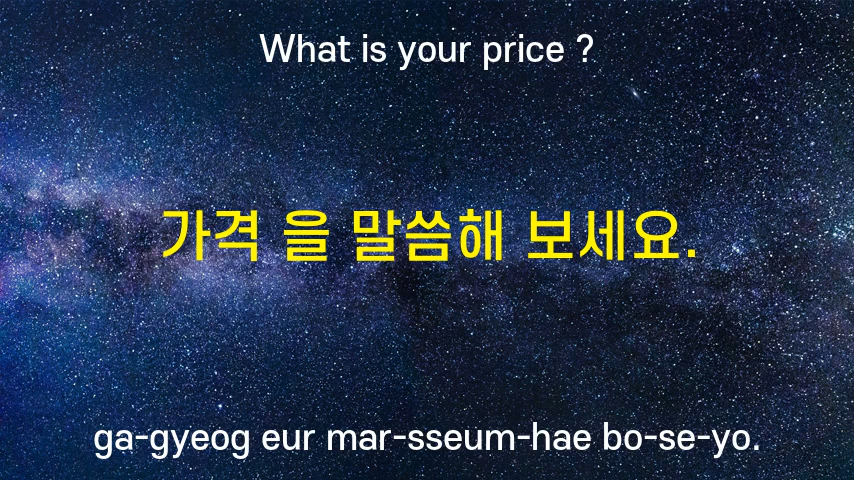 What is your price ?
가격 을 말씀해 보세요.
ga-gyeog eur mar-sseum-hae bo-se-yo.